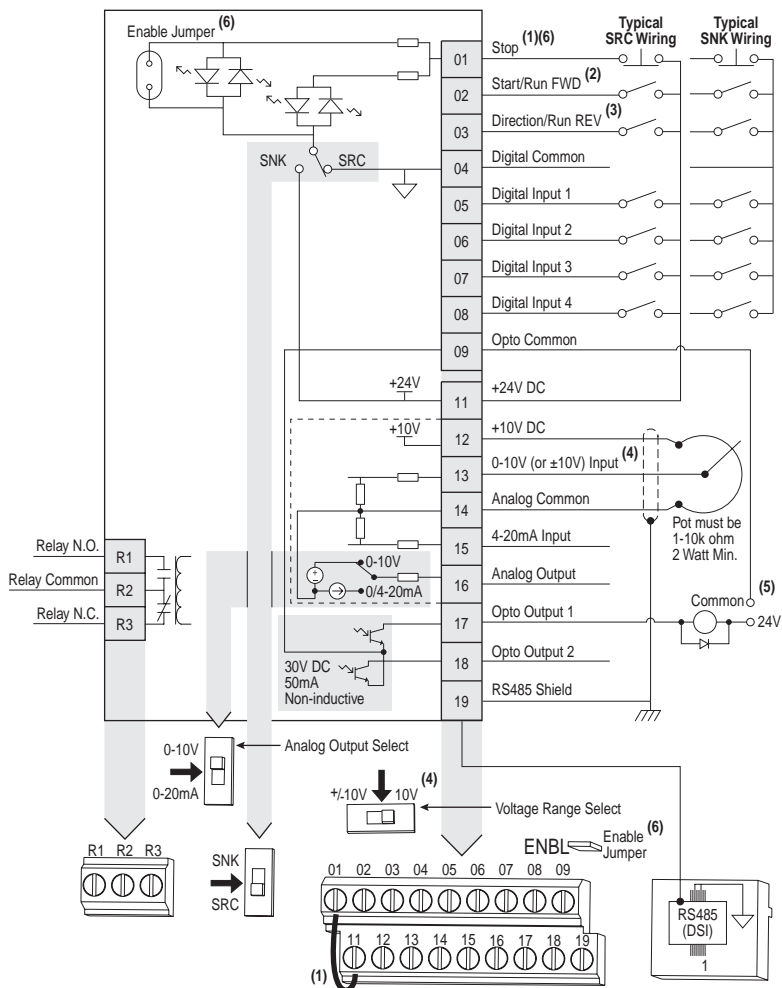 Enable Jumper (6)
Typical SRC Wiring
Typical SNK Wiring
01 Stop (1)(6)
02 Start/Run FWD (2)
03 Direction/Run REV (3)
SNK SRC
04 Digital Common
05 Digital Input 1
06 Digital Input 2
07 Digital Input 3
08 Digital Input 4
09 Opto Common
+24V 11 +24V DC
+10V 12 +10V DC
13 0-10V (or ±10V) Input (4)
14 Analog Common
Pot must be
1-10k ohm
2 Watt Min.
15 4-20mA Input
0-10V
0/4-20mA
16 Analog Output
Relay N.O. R1
Relay Common R2
Relay N.C. R3
Common (5)
24V
17 Opto Output 1
18 Opto Output 2
30V DC
50mA
Non-inductive
19 RS485 Shield
0-10V
0-20mA
Analog Output Select
+/-10V 10V (4)
Voltage Range Select
ENBL Enable Jumper (6)
R1 R2 R3
SNK
SRC
01 02 03 04 05 06 07 08 09
11 12 13 14 15 16 17 18 19
(1)
RS485
(DSI)
1